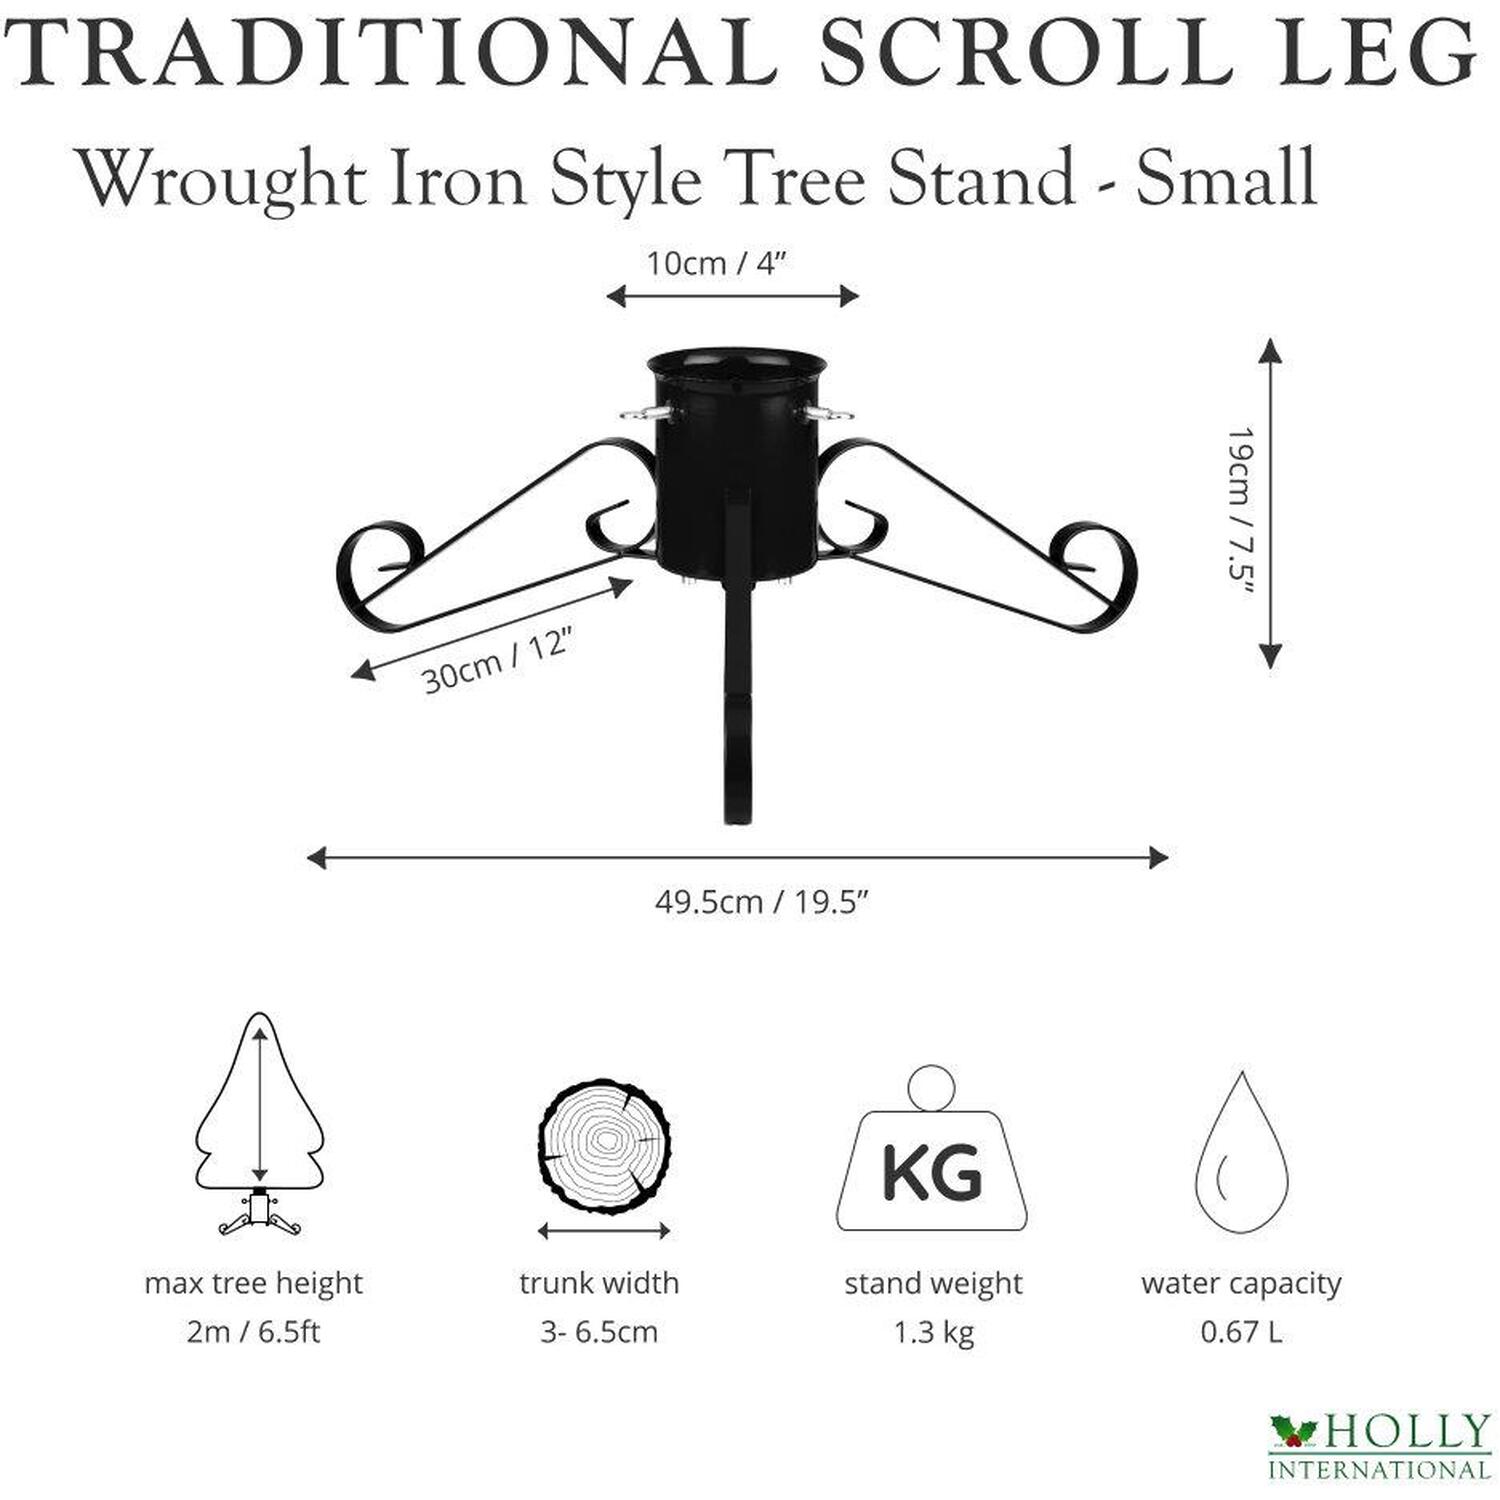 TRADITIONAL SCROLL LEG
Wrought Iron Style Tree Stand - Small
10cm / 4”
19cm / 7.5”
30cm / 12”
49.5cm / 19.5”
KG
max tree height
2m / 6.5ft
trunk width
3- 6.5cm
stand weight
1.3 kg
water capacity
0.67 L
HOLLY
INTERNATIONAL